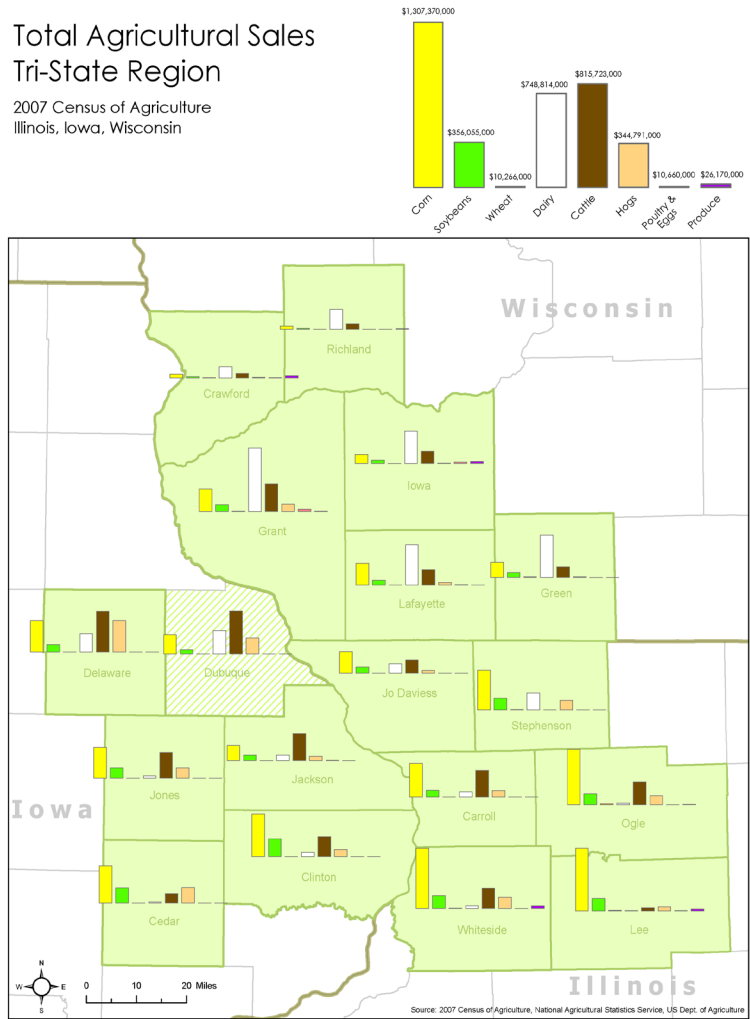 Total Agricultural Sales
Tri-State Region
2007 Census of Agriculture
Illinois, Iowa, Wisconsin
$1,307,370,000
$356,055,000
$10,266,000
$748,814,000
$815,723,000
$344,791,000
$10,660,000
$26,170,000
Corn
Soybeans
Wheat
Dairy
Cattle
Hogs
Poultry &
Eggs
Produce
Wisconsin
Richland
Crawford
Iowa
Grant
Lafayette
Green
Delaware
Dubuque
Jo Daviess
Stephenson
Jones
Jackson
Iowa
Carroll
Ogle
Clinton
Cedar
Whiteside
Lee
N
W
E
S
0
10
20 Miles
Illinois
Source: 2007 Census of Agriculture, National Agricultural Statistics Service, US Dept. of Agriculture